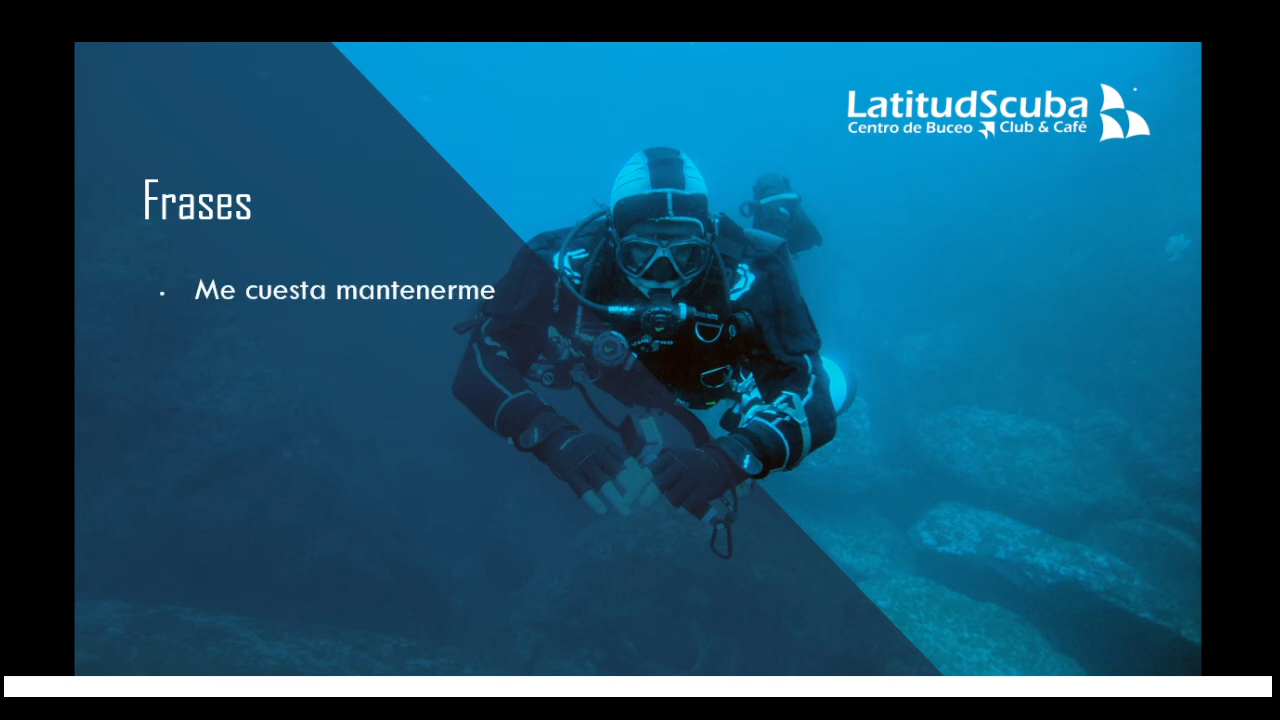 LatitudScuba
Centro de Buceo Club & Café
Frases
· Me cuesta mantenerme